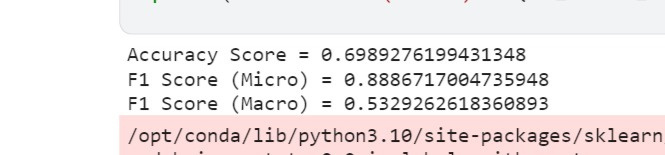 Accuracy Score = 0.6989276199431348
F1 Score (Micro) = 0.8886717004735948
F1 Score (Macro) = 0.5329262618360893
/opt/conda/lib/python3.10/site-packages/sklearn